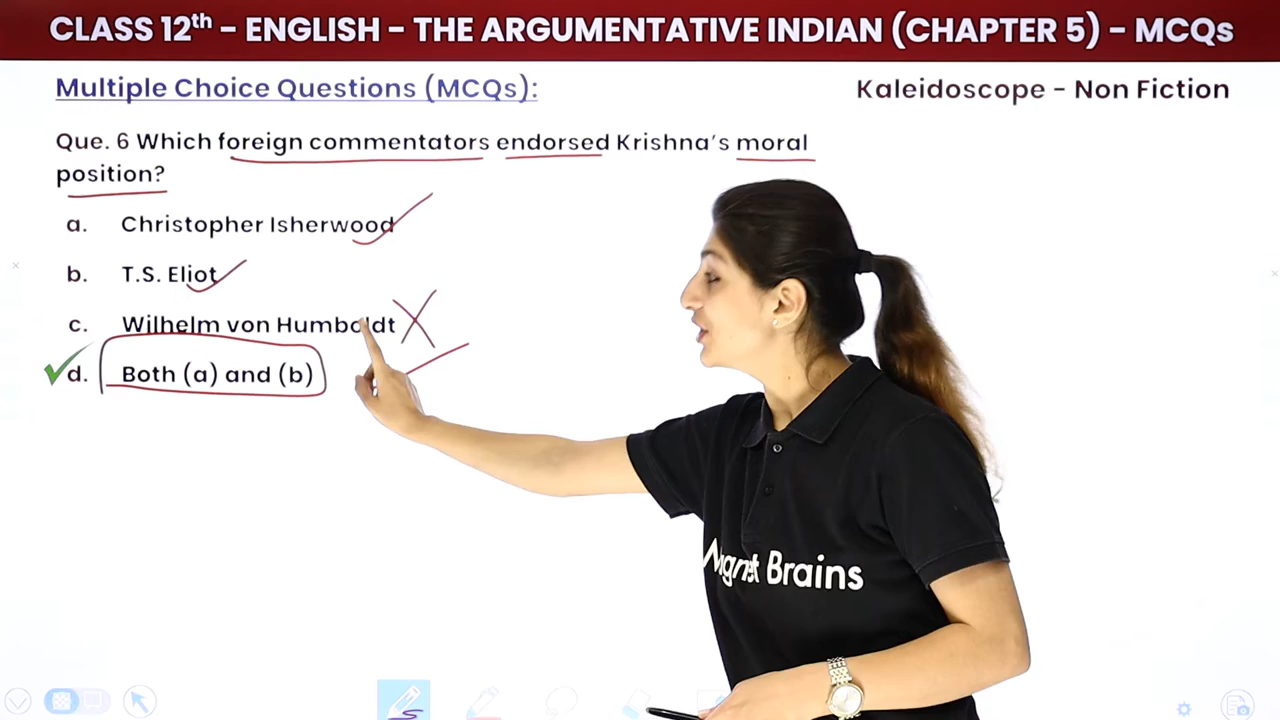 CLASS 12th - ENGLISH - THE ARGUMENTATIVE INDIAN (CHAPTER 5) - MCQs
Multiple Choice Questions (MCQs):
Kaleidoscope - Non Fiction
Que. 6 Which foreign commentators endorsed Krishna's moral
position?
a. Christopher Isherwood
b. T.S. Eliot
c. Wilhelm von Humboldt
d. Both (a) and (b)
Magnet Brains